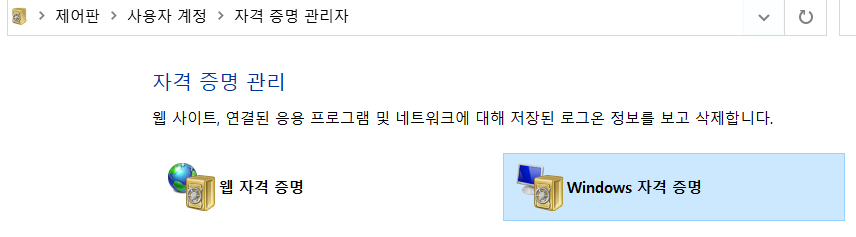 제어판 > 사용자 계정 > 자격 증명 관리자
자격 증명 관리
웹 사이트, 연결된 응용 프로그램 및 네트워크에 대해 저장된 로그온 정보를 보고 삭제합니다.
웹 자격 증명
Windows 자격 증명